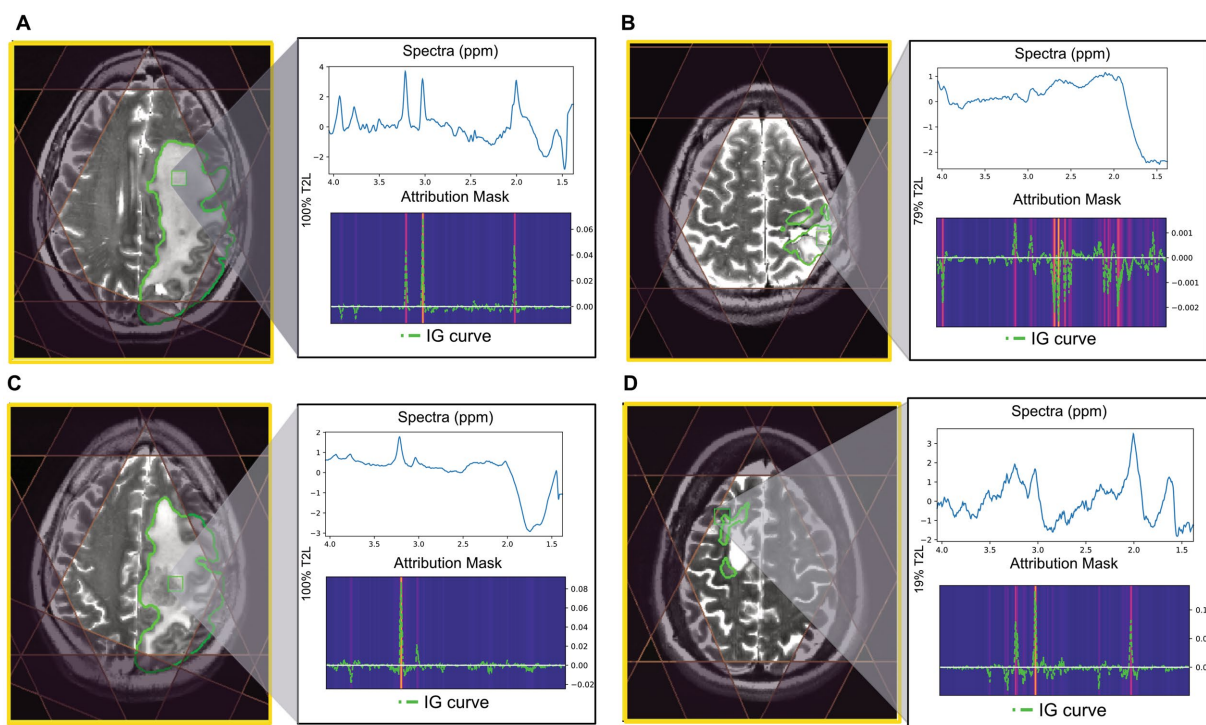 A
Spectra (ppm)
4
2
0
−2
4.0 3.5 3.0 2.5 2.0 1.5
100% T2L
Attribution Mask
0.06
0.04
0.02
0.00
IG curve
B
Spectra (ppm)
1
0
−1
−2
4.0 3.5 3.0 2.5 2.0 1.5
79% T2L
Attribution Mask
0.001
0.000
−0.001
−0.002
IG curve
C
Spectra (ppm)
2
1
0
−1
−2
−3
4.0 3.5 3.0 2.5 2.0 1.5
100% T2L
Attribution Mask
0.08
0.06
0.04
0.02
0.00
−0.02
IG curve
D
Spectra (ppm)
3
2
1
0
−1
−2
4.0 3.5 3.0 2.5 2.0 1.5
19% T2L
Attribution Mask
IG curve